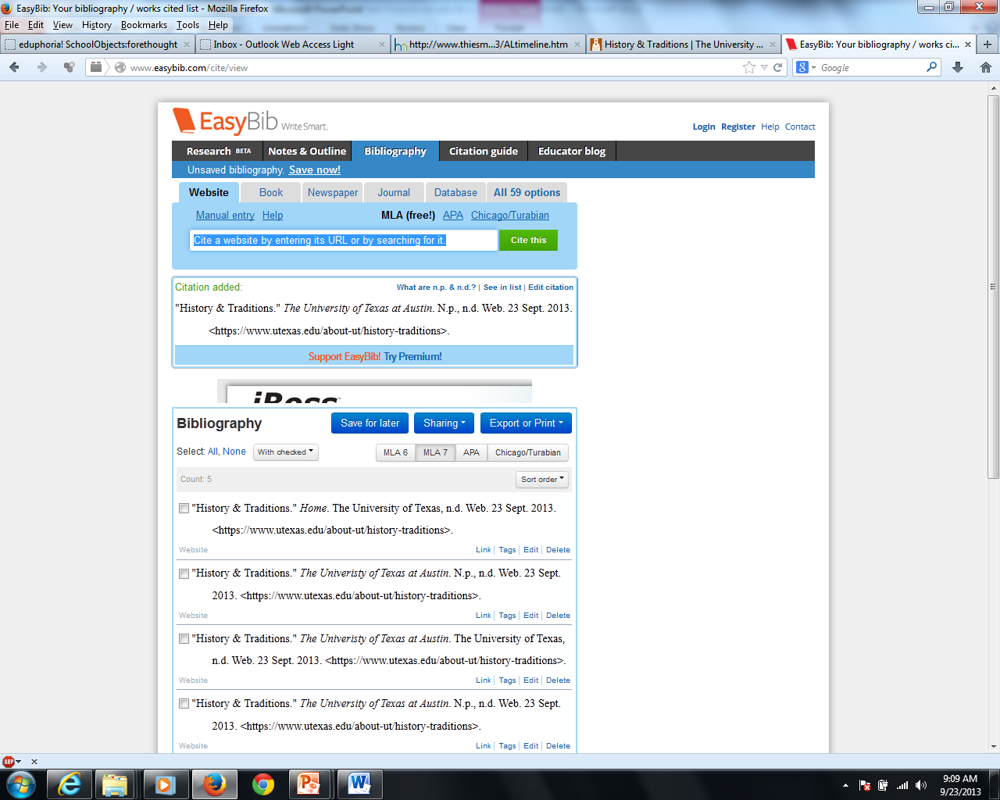 EasyBib: Your bibliography / works cited list - Mozilla Firefox
File Edit View History Bookmarks Tools Help
eduphoria! SchoolObjects:forethought
Inbox - Outlook Web Access Light
http://www.thiesm...3/ALtimeline.htm
History & Traditions | The University ...
EasyBib: Your bibliography / works ci...
www.easybib.com/cite/view
Google
EasyBib Write Smart.
Login Register Help Contact
Research BETA Notes & Outline Bibliography Citation guide Educator blog
Unsaved bibliography. Save now!
Website Book Newspaper Journal Database All 59 options
Manual entry Help MLA (free!) APA Chicago/Turabian
Cite a website by entering its URL or by searching for it. Cite this
Citation added: What are n.p. & n.d.? | See in list | Edit citation
"History & Traditions." The University of Texas at Austin. N.p., n.d. Web. 23 Sept. 2013.
<https://www.utexas.edu/about-ut/history-traditions>.
Support EasyBib! Try Premium!
iBoss
Bibliography Save for later Sharing Export or Print
Select: All, None With checked MLA 6 MLA 7 APA Chicago/Turabian
Count: 5 Sort order
"History & Traditions." Home. The University of Texas, n.d. Web. 23 Sept. 2013.
<https://www.utexas.edu/about-ut/history-traditions>.
Website Link Tags Edit Delete
"History & Traditions." The Univeristy of Texas at Austin. N.p., n.d. Web. 23 Sept.
2013. <https://www.utexas.edu/about-ut/history-traditions>.
Website Link Tags Edit Delete
"History & Traditions." The Univeristy of Texas at Austin. The University of Texas,
n.d. Web. 23 Sept. 2013. <https://www.utexas.edu/about-ut/history-traditions>.
Website Link Tags Edit Delete
"History & Traditions." The University of Texas at Austin. N.p., n.d. Web. 23 Sept.
2013. <https://www.utexas.edu/about-ut/history-traditions>.
Website Link Tags Edit Delete
ABP
9:09 AM
9/23/2013